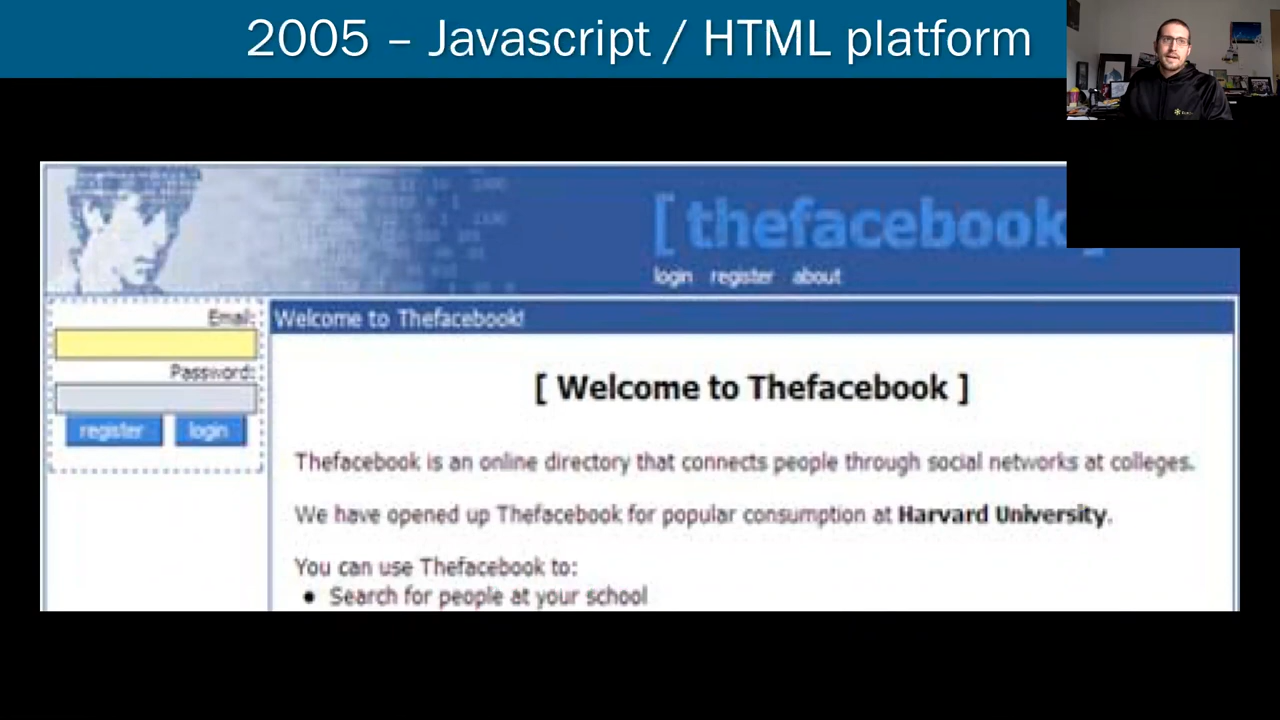 2005 – Javascript / HTML platform
[ thefacebook
login register about
Email:
Password:
register login
Welcome to Thefacebook!
[ Welcome to Thefacebook ]
Thefacebook is an online directory that connects people through social networks at colleges.
We have opened up Thefacebook for popular consumption at Harvard University.
You can use Thefacebook to:
• Search for people at your school